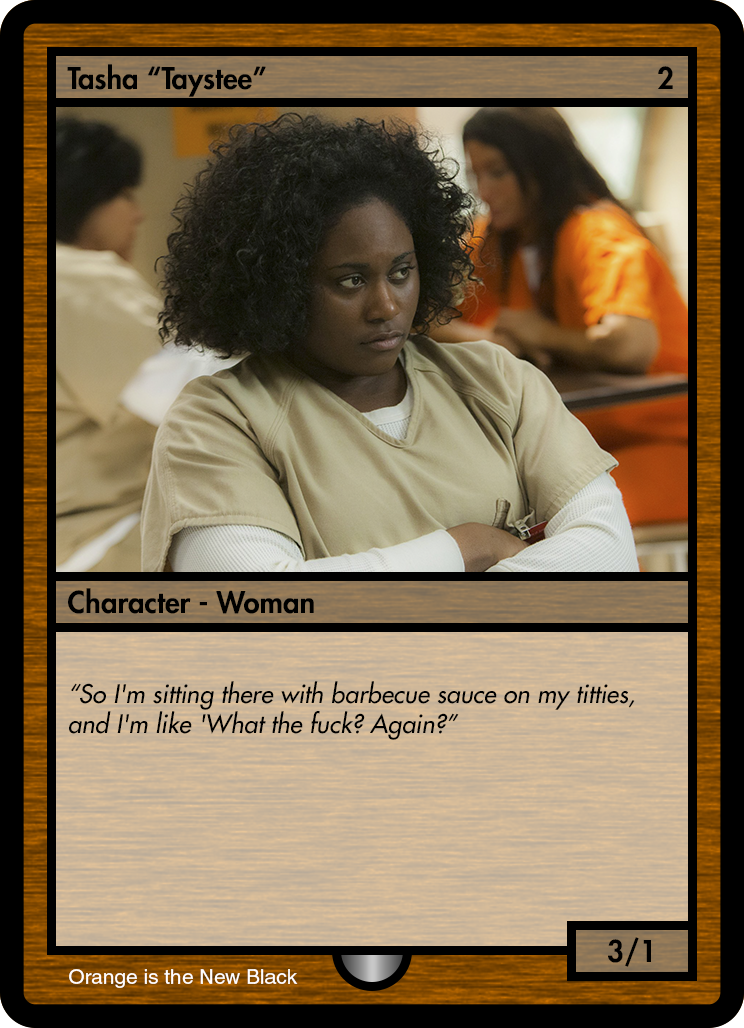 Tasha “Taystee” 2
Character - Woman
“So I'm sitting there with barbecue sauce on my titties,
and I'm like 'What the fuck? Again?”
3/1
Orange is the New Black